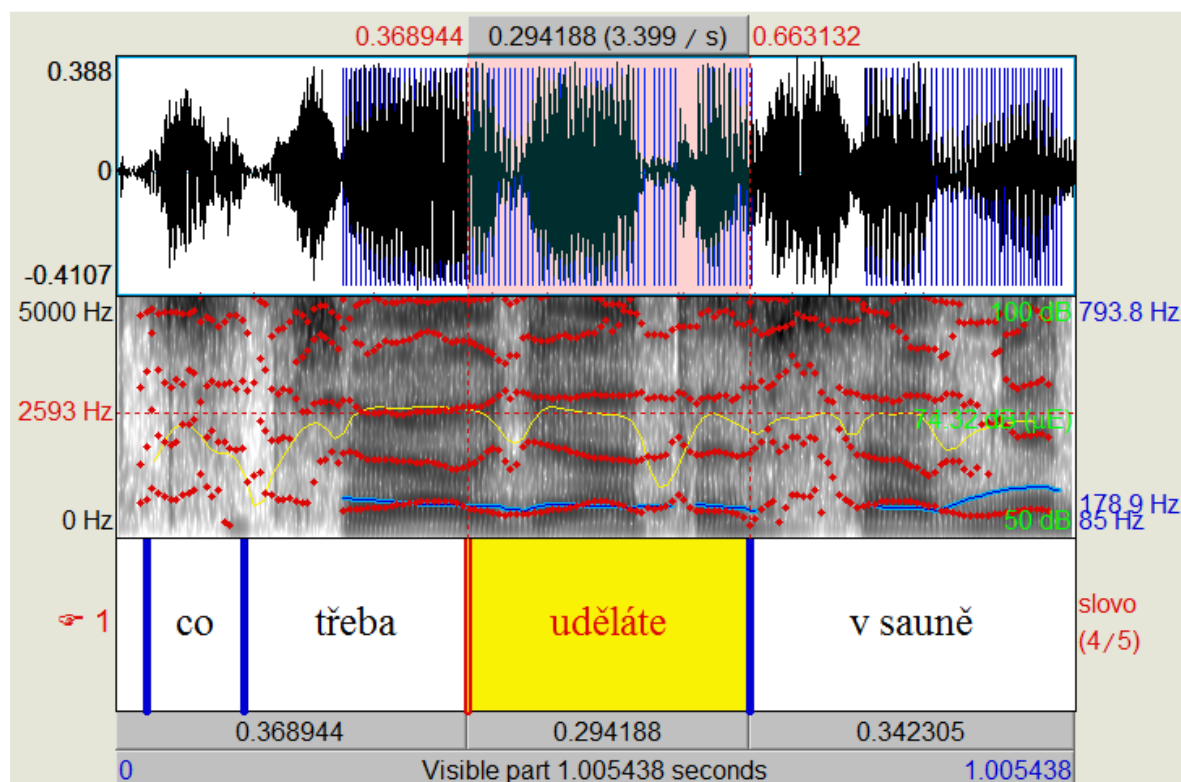 0.368944 0.294188 (3.399 / s) 0.663132
0.388
0
-0.4107
5000 Hz 100 dB 793.8 Hz
2593 Hz 74.32 dB (µE)
178.9 Hz
0 Hz 50 dB 85 Hz
☞ 1 co třeba uděláte v sauně slovo
(4/5)
0.368944 0.294188 0.342305
0 Visible part 1.005438 seconds 1.005438